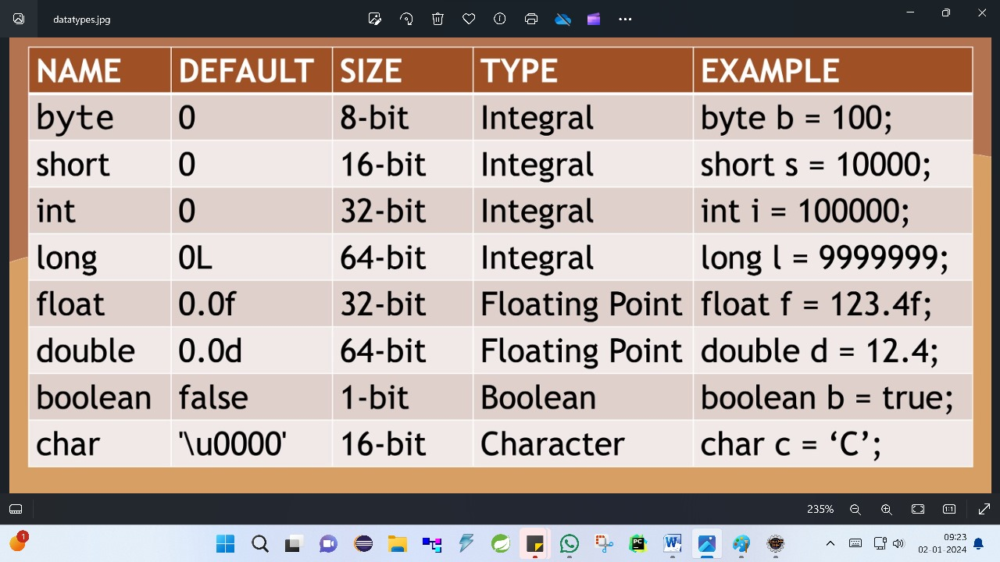 datatypes.jpg
NAME DEFAULT SIZE TYPE EXAMPLE
byte 0 8-bit Integral byte b = 100;
short 0 16-bit Integral short s = 10000;
int 0 32-bit Integral int i = 100000;
long 0L 64-bit Integral long l = 9999999;
float 0.0f 32-bit Floating Point float f = 123.4f;
double 0.0d 64-bit Floating Point double d = 12.4;
boolean false 1-bit Boolean boolean b = true;
char '\u0000' 16-bit Character char c = ‘C’;
235% 1:1
1 PC W 09:23
02-01-2024